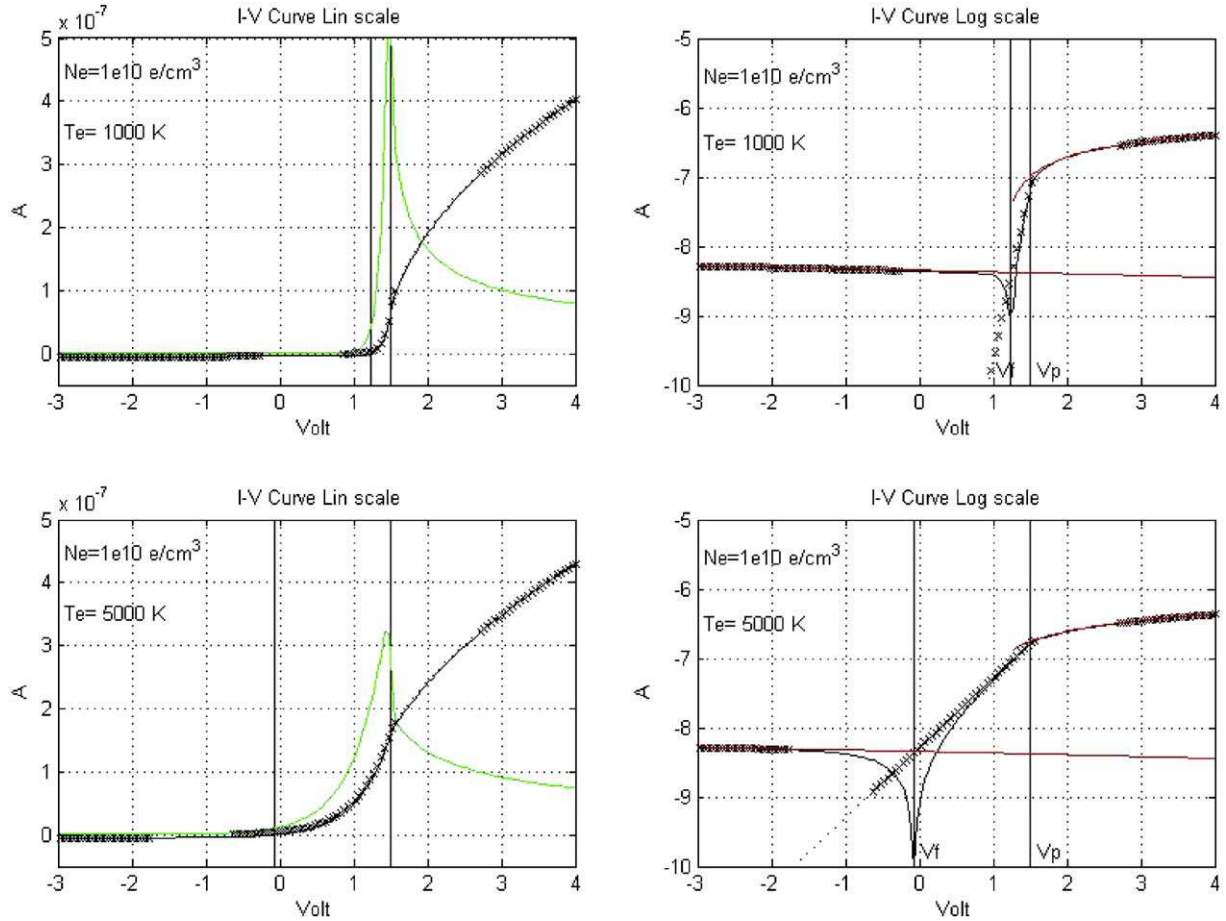 x 10^-7
I-V Curve Lin scale
5
4
3
2
1
0
A
Ne=1e10 e/cm^3
Te= 1000 K
-3 -2 -1 0 1 2 3 4
Volt
I-V Curve Log scale
-5
-6
-7
-8
-9
-10
A
Ne=1e10 e/cm^3
Te= 1000 K
Vf
Vp
-3 -2 -1 0 1 2 3 4
Volt
x 10^-7
I-V Curve Lin scale
5
4
3
2
1
0
A
Ne=1e10 e/cm^3
Te= 5000 K
-3 -2 -1 0 1 2 3 4
Volt
I-V Curve Log scale
-5
-6
-7
-8
-9
-10
A
Ne=1e10 e/cm^3
Te= 5000 K
Vf
Vp
-3 -2 -1 0 1 2 3 4
Volt